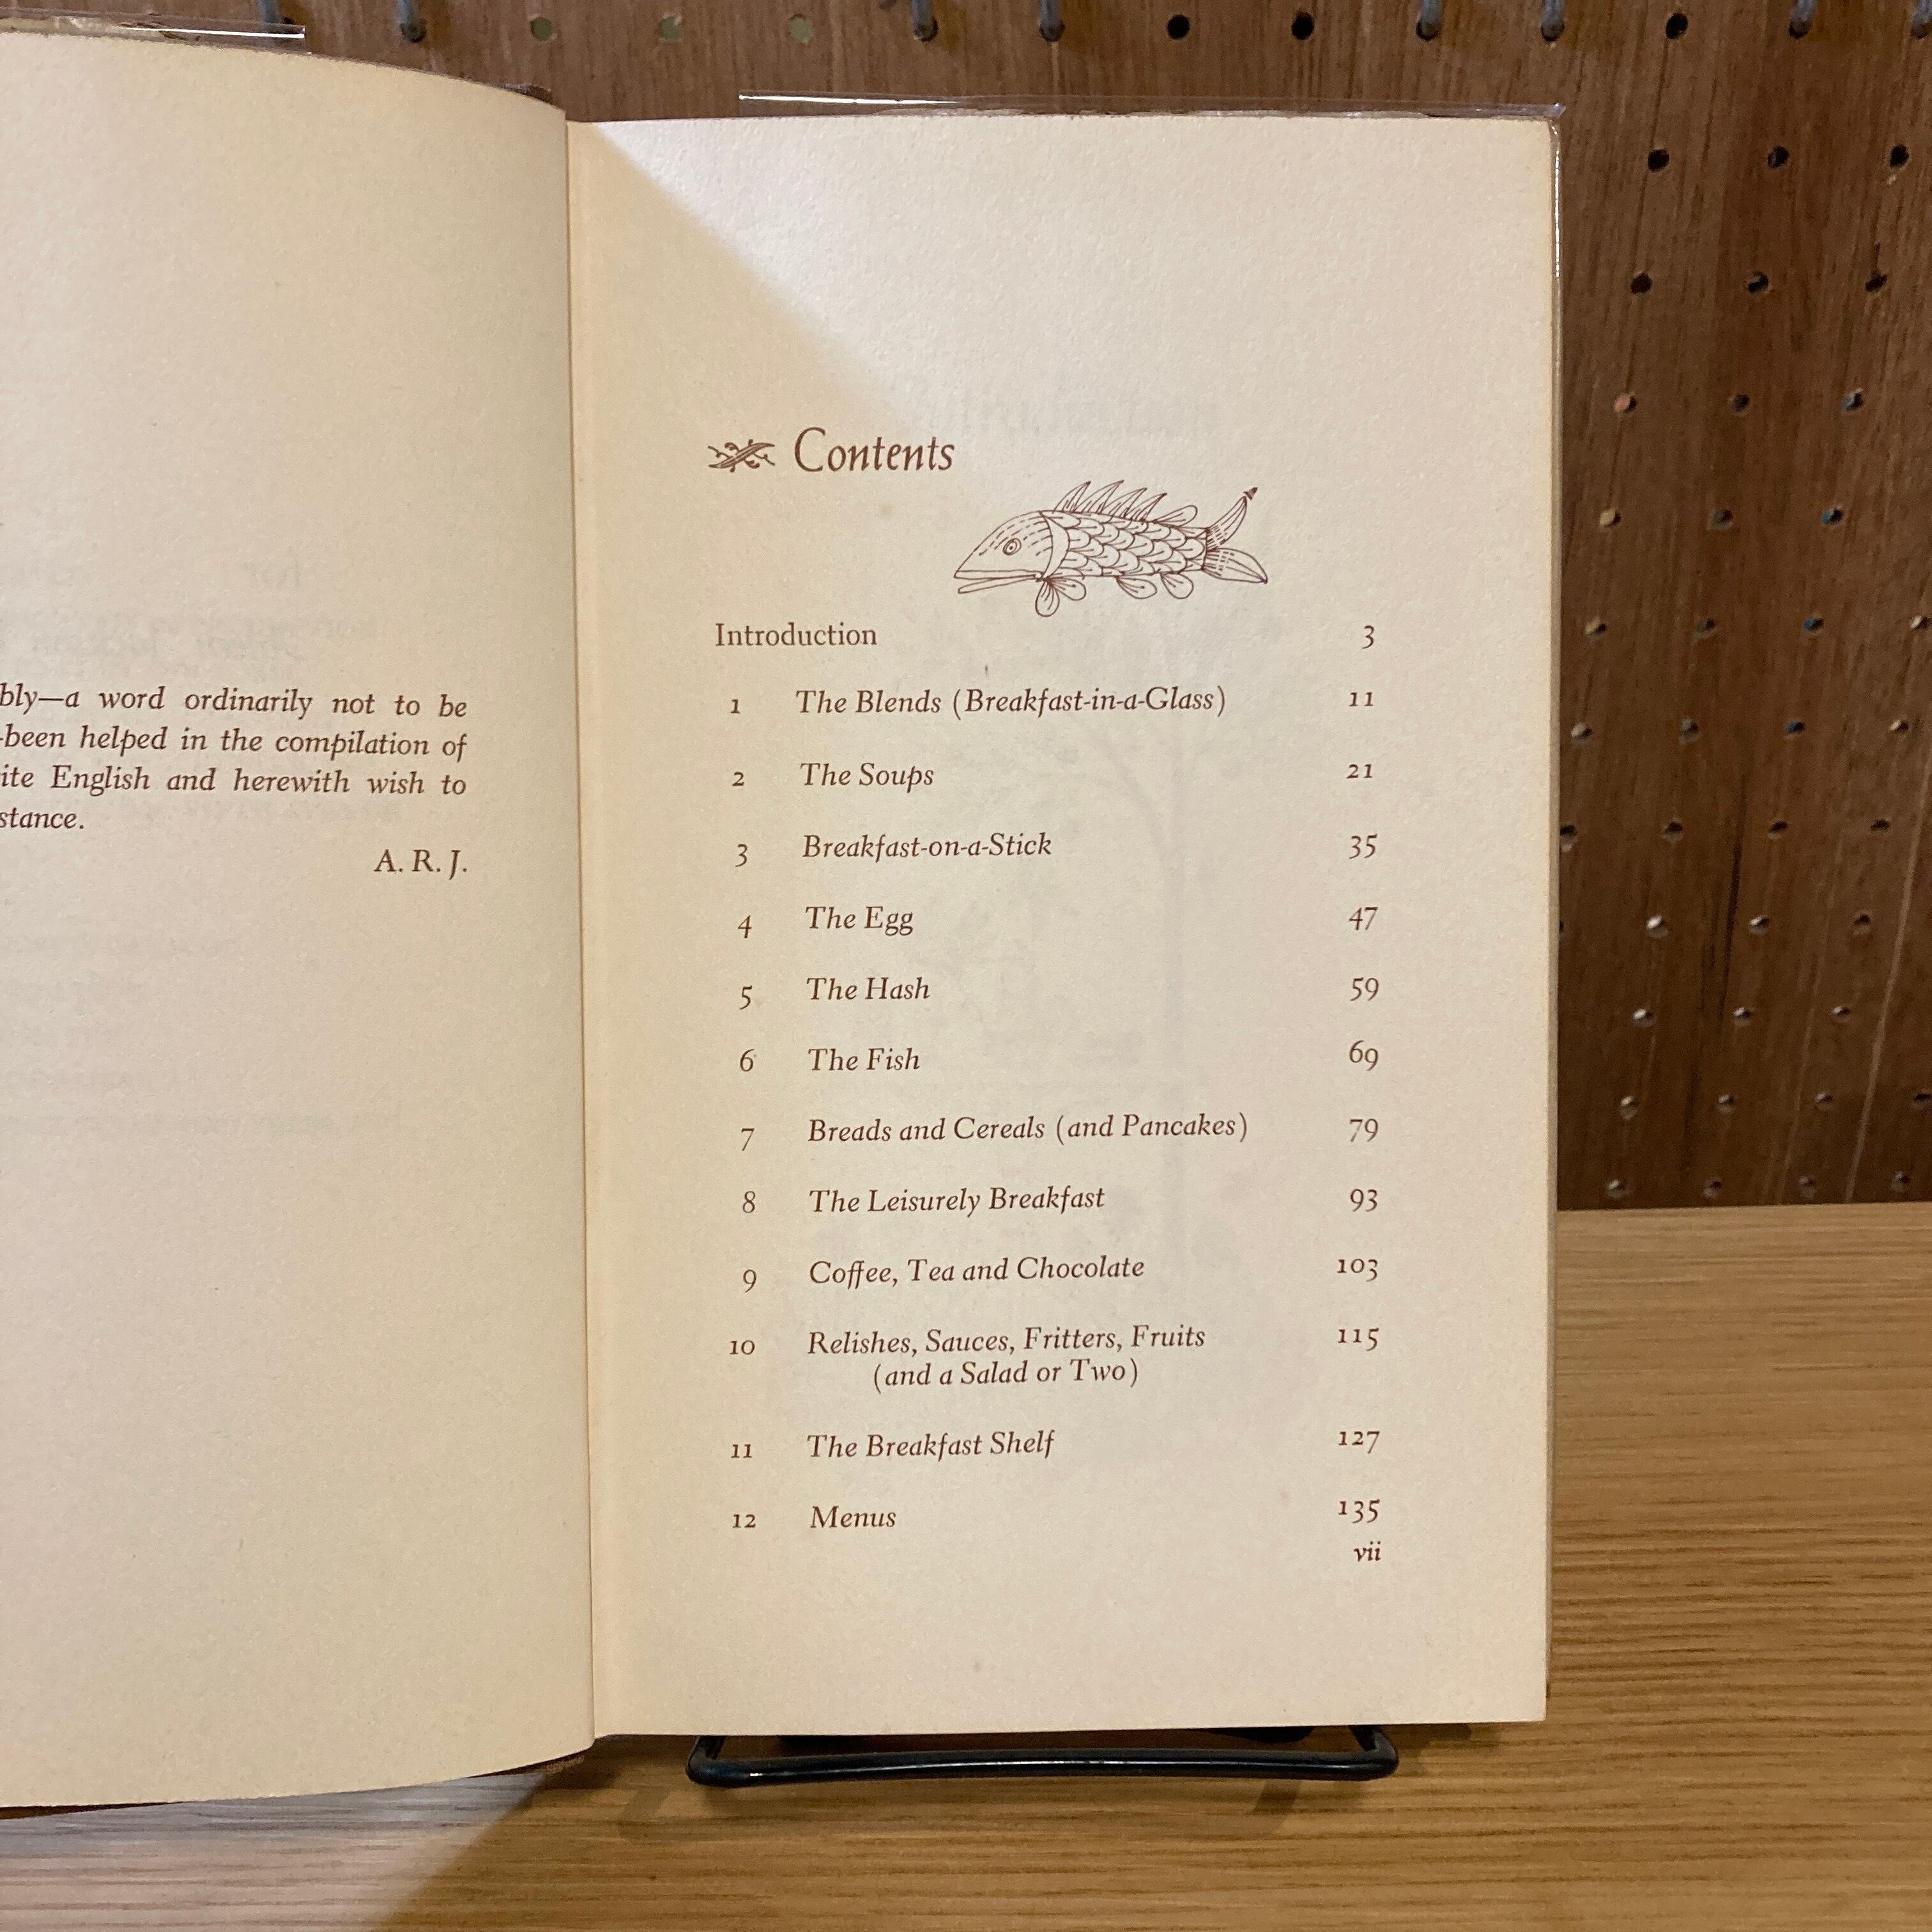 bly—a word ordinarily not to be
-been helped in the compilation of
ite English and herewith wish to
stance.
A. R. J.
Contents
Introduction 3
1 The Blends (Breakfast-in-a-Glass) 11
2 The Soups 21
3 Breakfast-on-a-Stick 35
4 The Egg 47
5 The Hash 59
6 The Fish 69
7 Breads and Cereals (and Pancakes) 79
8 The Leisurely Breakfast 93
9 Coffee, Tea and Chocolate 103
10 Relishes, Sauces, Fritters, Fruits 115
(and a Salad or Two)
11 The Breakfast Shelf 127
12 Menus 135
vii